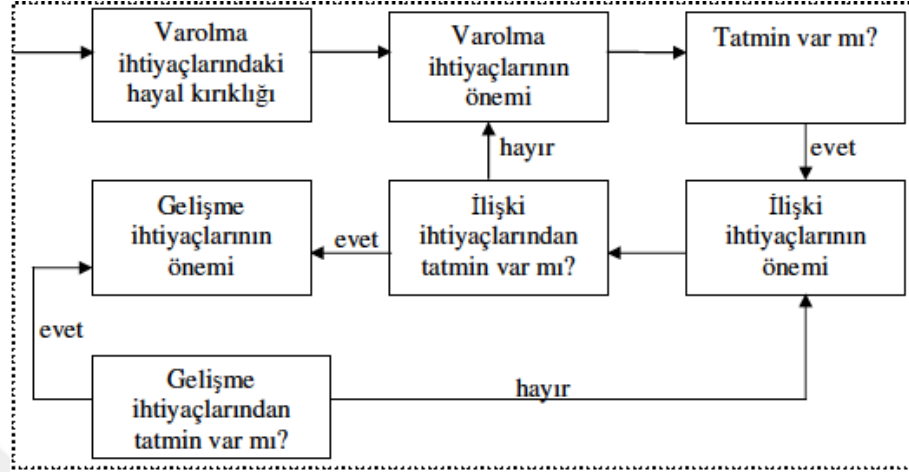 Varolma
ihtiyaçlarındaki
hayal kırıklığı
Varolma
ihtiyaçlarının
önemi
Tatmin var mı?
hayır
evet
Gelişme
ihtiyaçlarının
önemi
evet
İlişki
ihtiyaçlarından
tatmin var mı?
İlişki
ihtiyaçlarının
önemi
evet
Gelişme
ihtiyaçlarından
tatmin var mı?
hayır